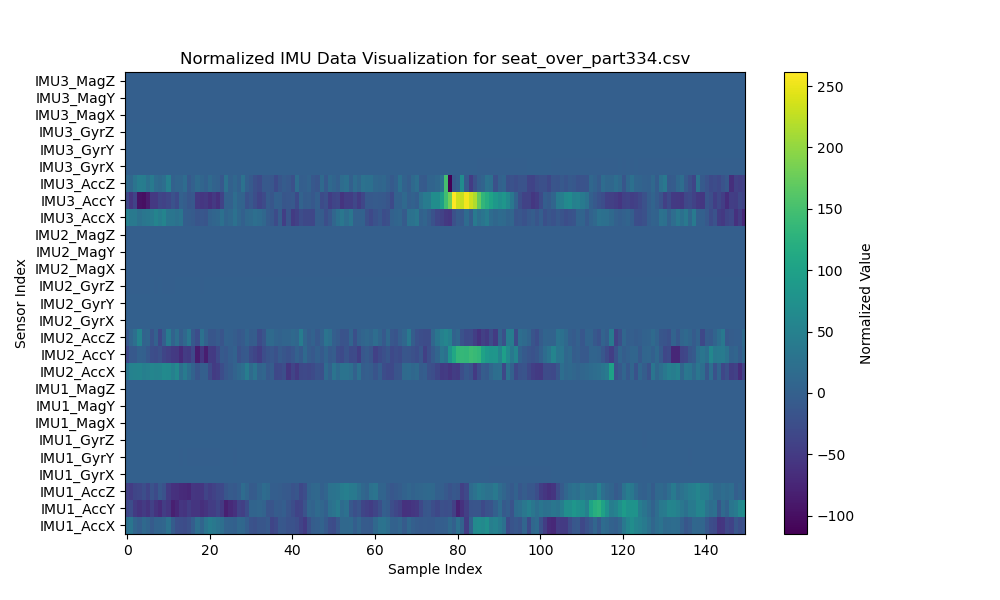 Normalized IMU Data Visualization for seat_over_part334.csv
IMU3_MagZ
IMU3_MagY
IMU3_MagX
IMU3_GyrZ
IMU3_GyrY
IMU3_GyrX
IMU3_AccZ
IMU3_AccY
IMU3_AccX
IMU2_MagZ
IMU2_MagY
IMU2_MagX
IMU2_GyrZ
IMU2_GyrY
IMU2_GyrX
IMU2_AccZ
IMU2_AccY
IMU2_AccX
IMU1_MagZ
IMU1_MagY
IMU1_MagX
IMU1_GyrZ
IMU1_GyrY
IMU1_GyrX
IMU1_AccZ
IMU1_AccY
IMU1_AccX
Sensor Index
0 20 40 60 80 100 120 140
Sample Index
250
200
150
100
50
0
−50
−100
Normalized Value